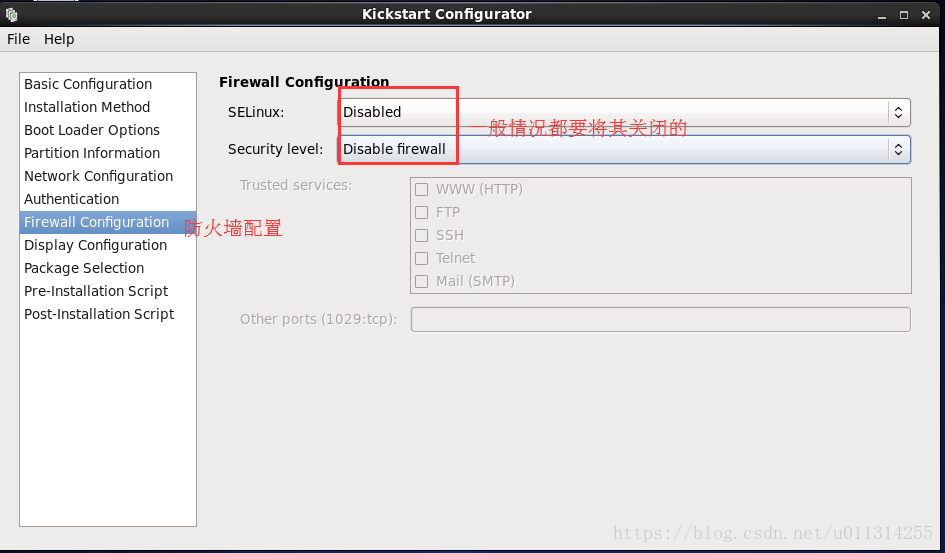 Kickstart Configurator
File Help
Basic Configuration
Installation Method
Boot Loader Options
Partition Information
Network Configuration
Authentication
Firewall Configuration
Display Configuration
Package Selection
Pre-Installation Script
Post-Installation Script
防火墙配置
Firewall Configuration
SELinux: Disabled
一般情况都要将其关闭的
Security level: Disable firewall
Trusted services:
WWW (HTTP)
FTP
SSH
Telnet
Mail (SMTP)
Other ports (1029:tcp):
https://blog.csdn.net/u011314255